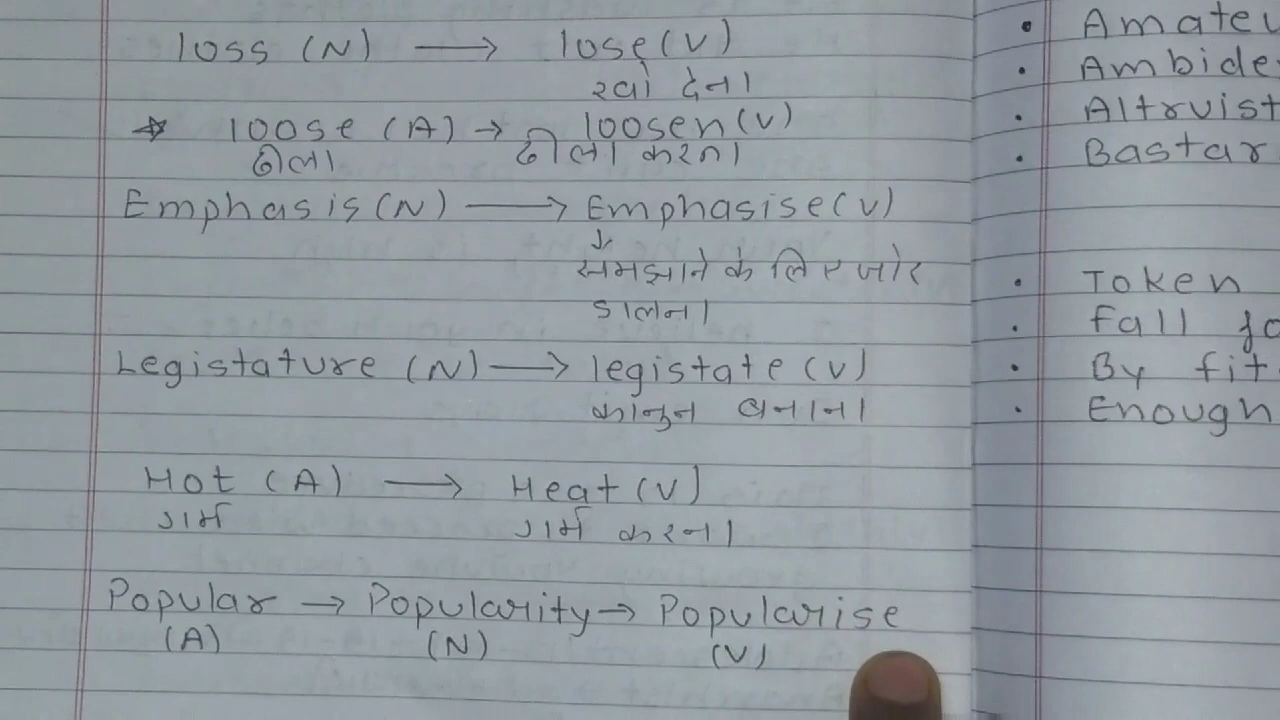 loss (N) → lose (V)
खो देना
☆ loose (A) → loosen (V)
ढीला ढीला करना
Emphasis (N) → Emphasise (V)
समझाने के लिए जोर
डालना
Legistature (N) → legistate (V)
कानुन बनाना
Hot (A) → Heat (V)
गर्म गर्म करना
Popular → Popularity → Popularise
(A) (N) (V)
• Amateu
• Ambide
• Altruist
• Bastar
• Token
• fall fo
• By fit
• Enough